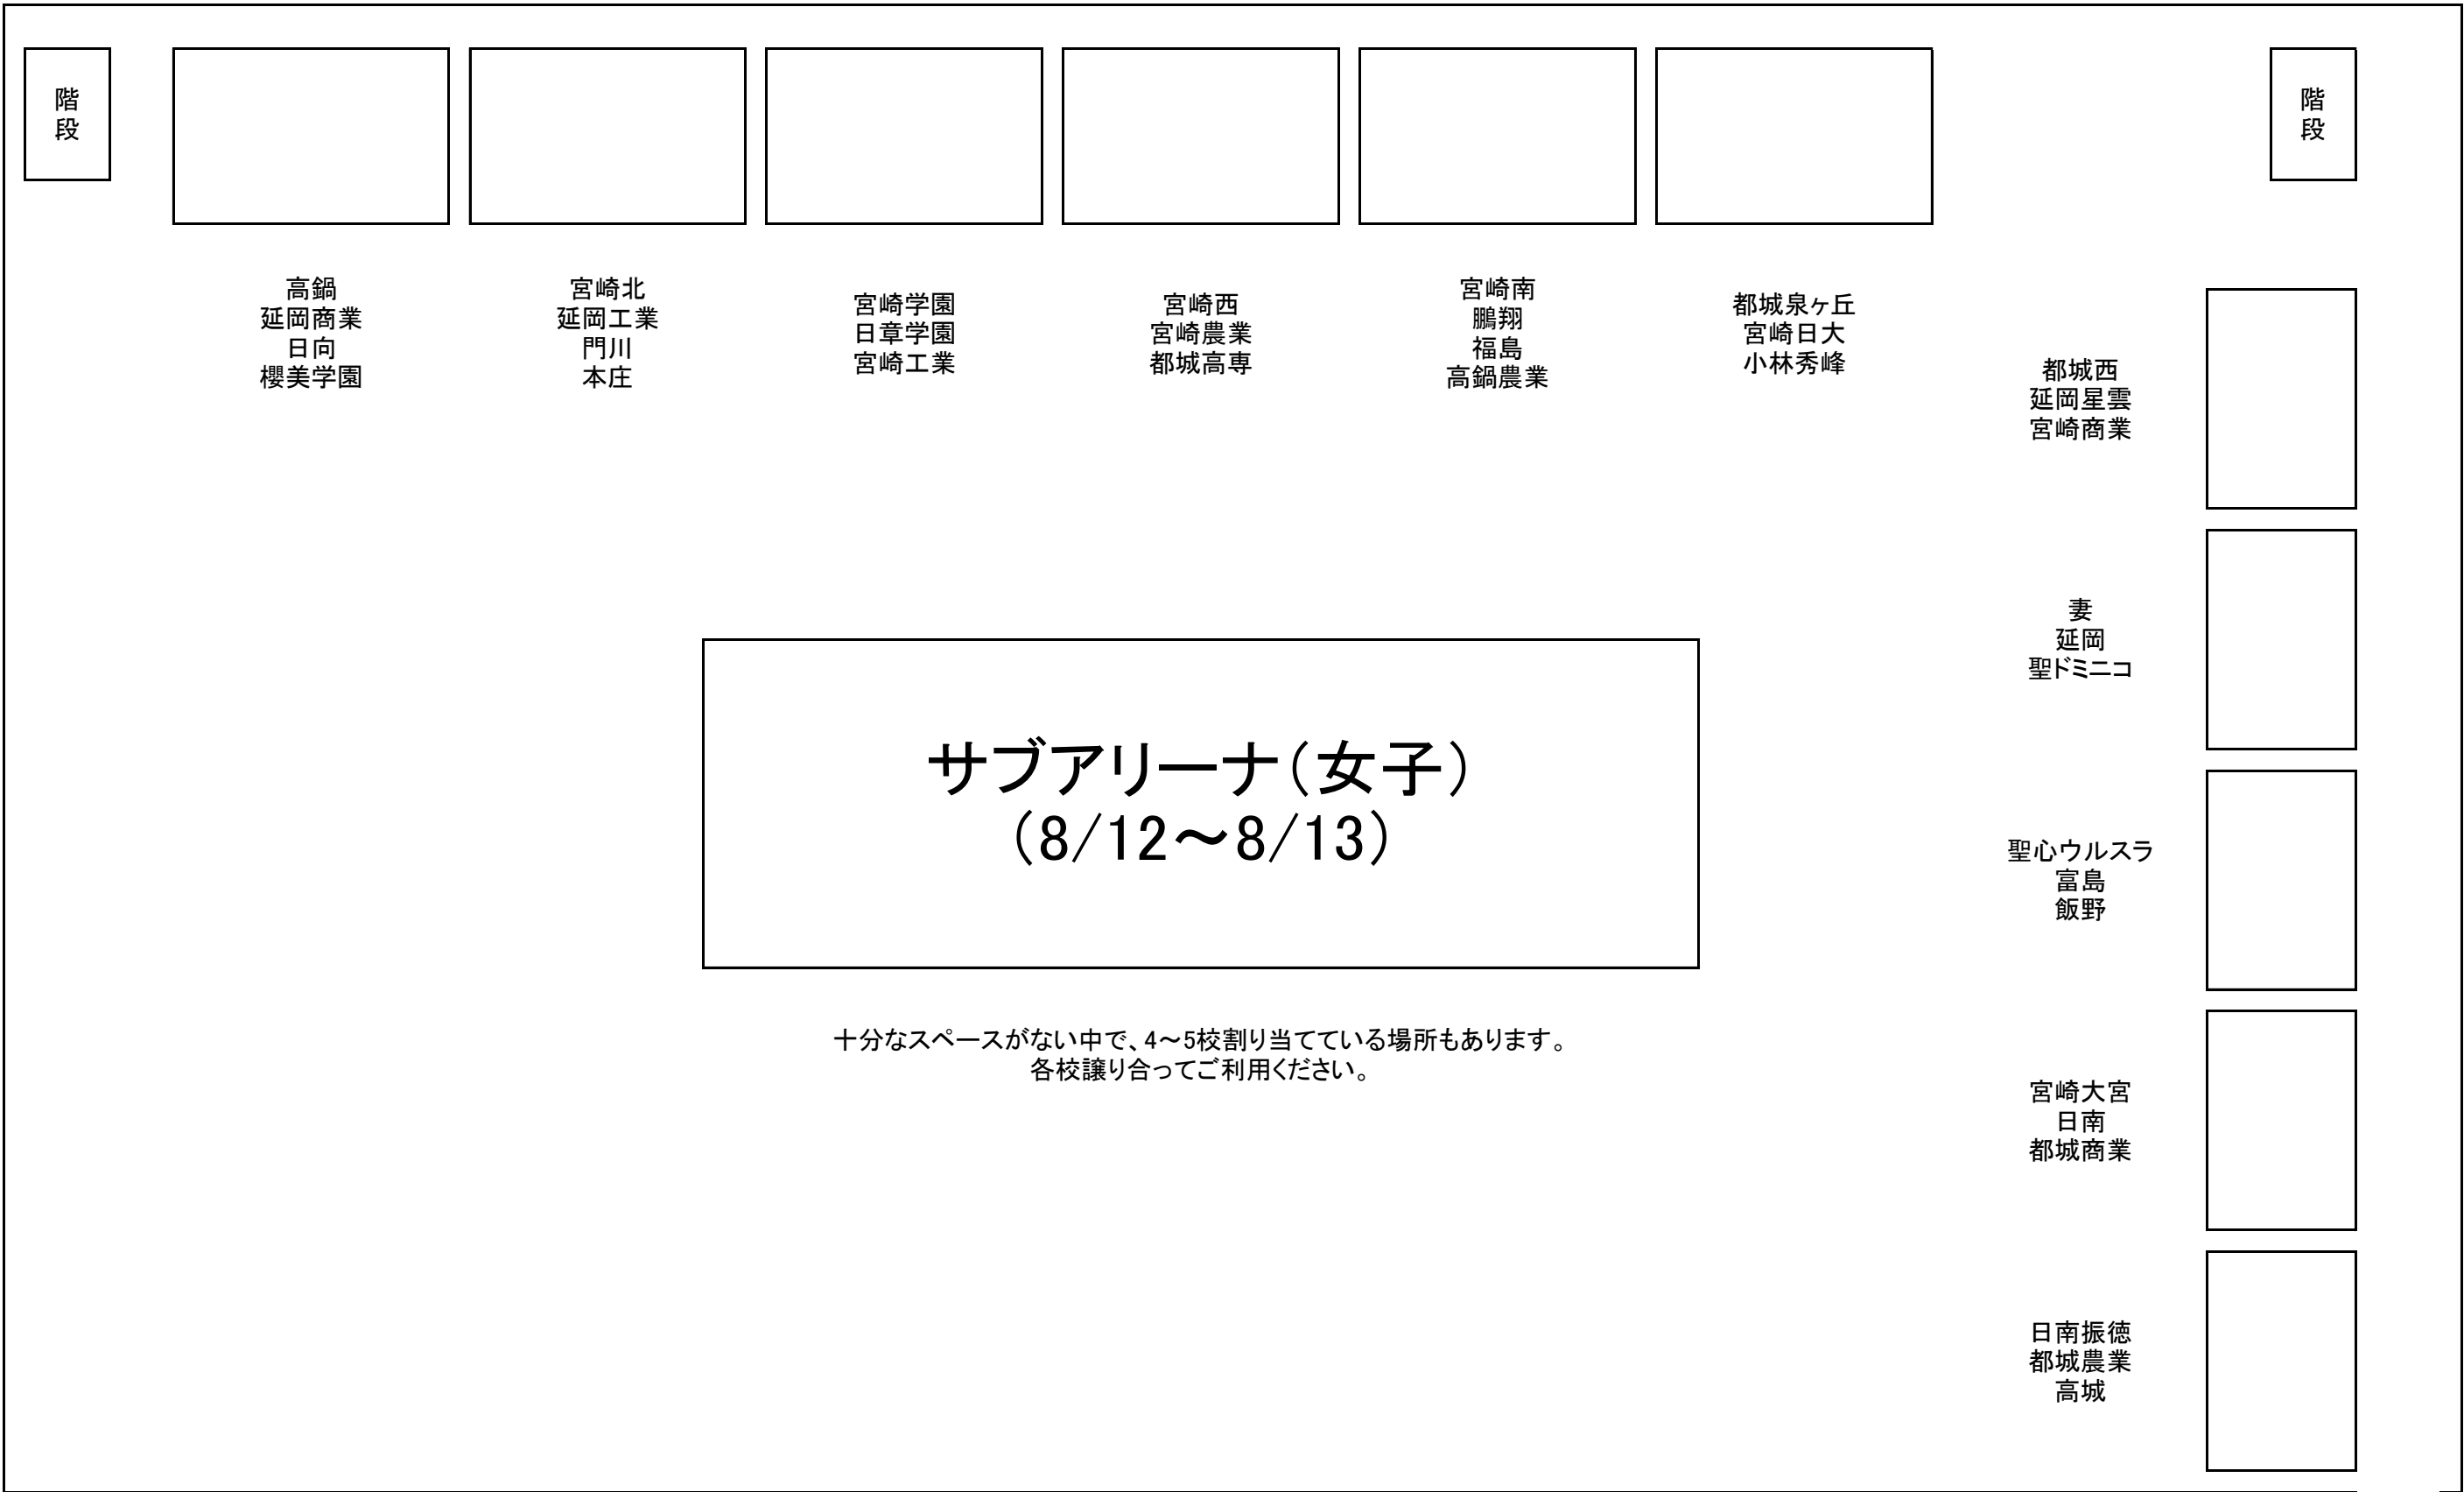 階
段
階
段
高鍋
延岡商業
日向
櫻美学園
宮崎北
延岡工業
門川
本庄
宮崎学園
日章学園
宮崎工業
宮崎西
宮崎農業
都城高専
宮崎南
鵬翔
福島
高鍋農業
都城泉ヶ丘
宮崎日大
小林秀峰
都城西
延岡星雲
宮崎商業
妻
延岡
聖ドミニコ
サブアリーナ（女子）
（8/12～8/13）
聖心ウルスラ
富島
飯野
十分なスペースがない中で、4～5校割り当てている場所もあります。
各校譲り合ってご利用ください。
宮崎大宮
日南
都城商業
日南振徳
都城農業
高城